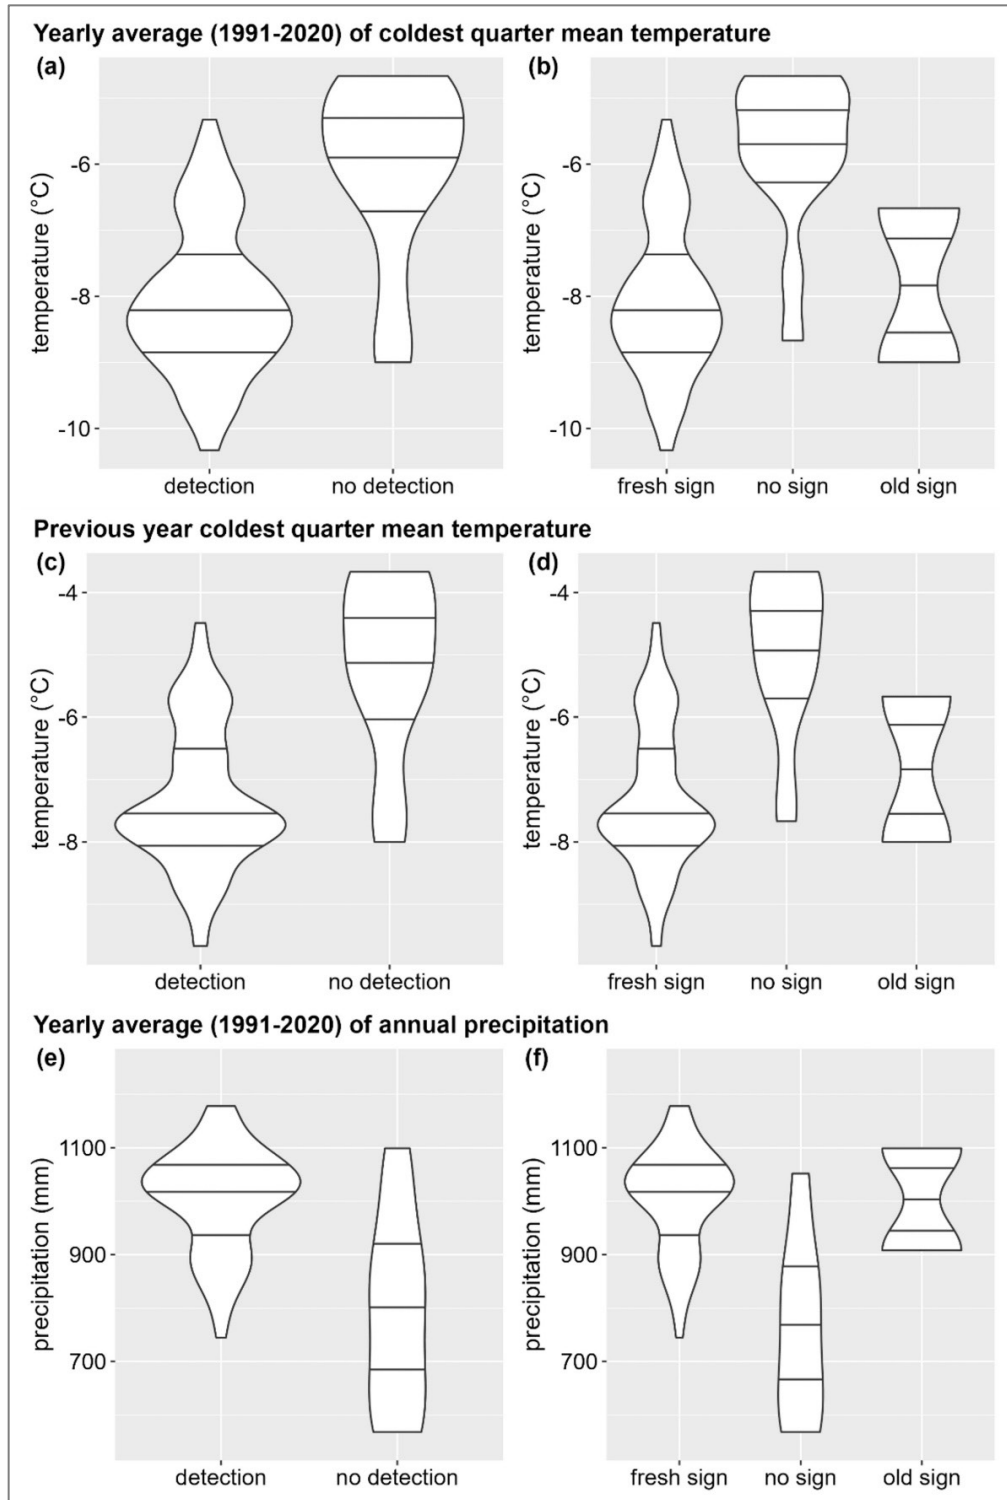 Yearly average (1991-2020) of coldest quarter mean temperature
(a)
temperature (°C)
-6
-8
-10
detection no detection
(b)
temperature (°C)
-6
-8
-10
fresh sign no sign old sign
Previous year coldest quarter mean temperature
(c)
temperature (°C)
-4
-6
-8
detection no detection
(d)
temperature (°C)
-4
-6
-8
fresh sign no sign old sign
Yearly average (1991-2020) of annual precipitation
(e)
precipitation (mm)
1100
900
700
detection no detection
(f)
precipitation (mm)
1100
900
700
fresh sign no sign old sign